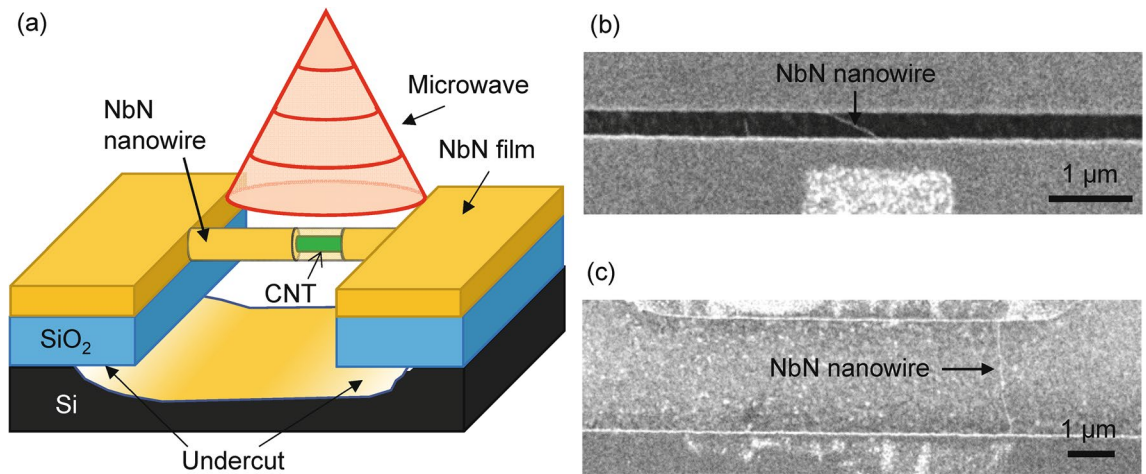 (a)
Microwave
NbN
nanowire
NbN film
CNT
SiO₂
Si
Undercut
(b)
NbN nanowire
1 μm
(c)
NbN nanowire
1 μm